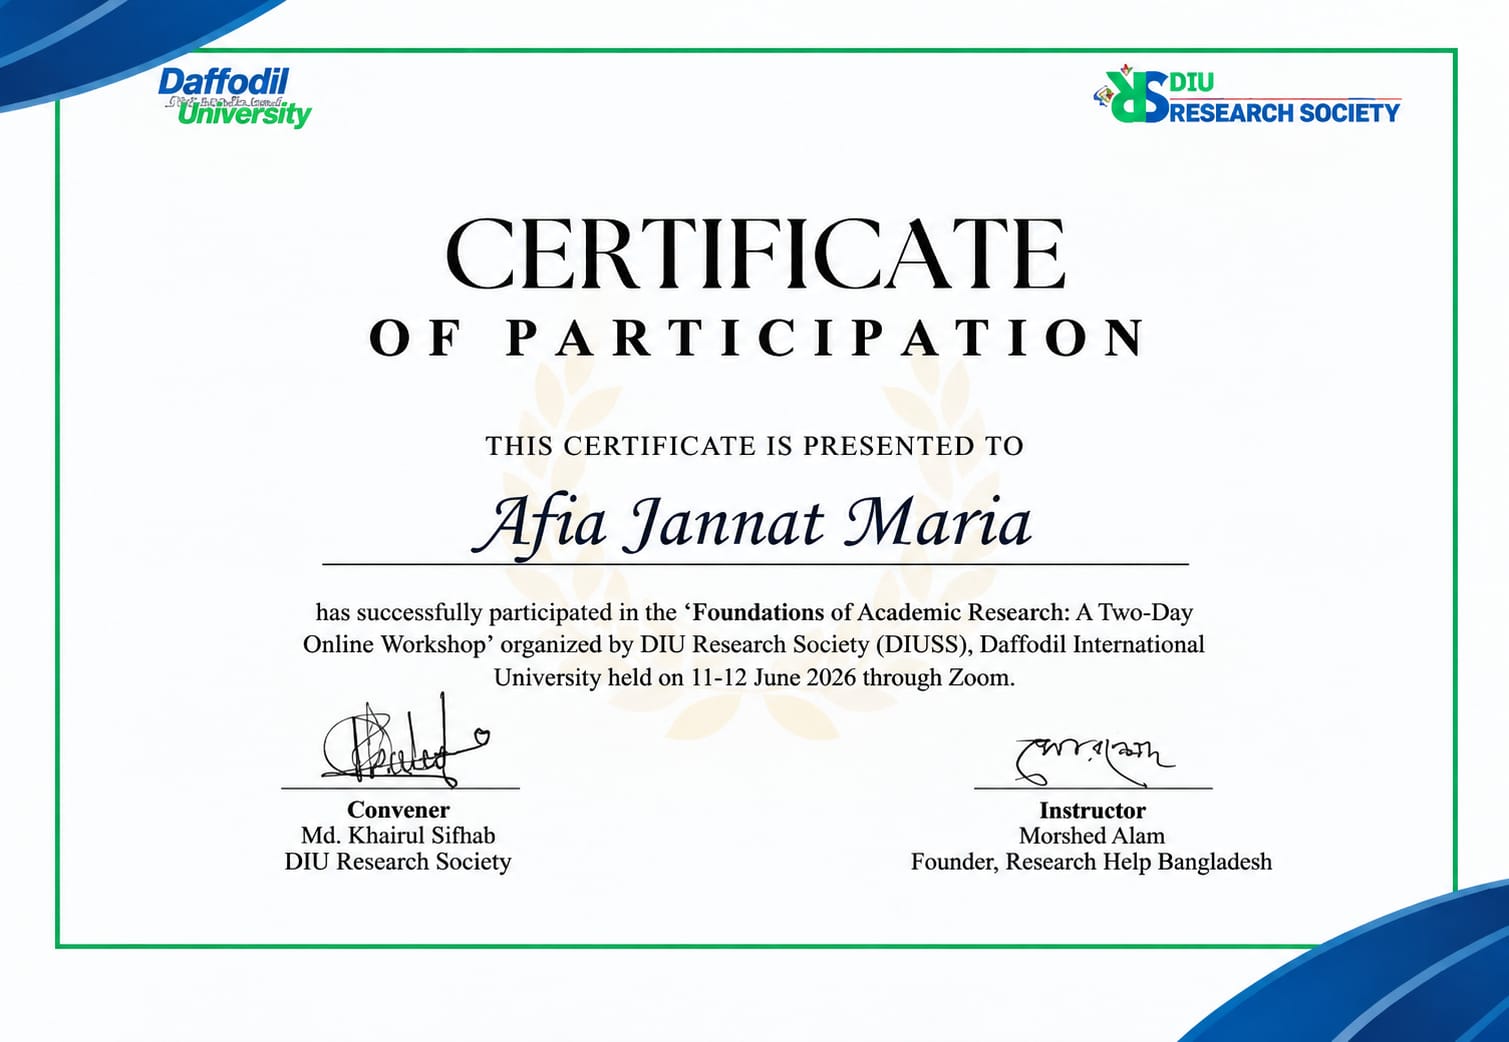 Daffodil
University
DIU
RESEARCH SOCIETY
CERTIFICATE
OF PARTICIPATION
THIS CERTIFICATE IS PRESENTED TO
Afia Jannat Maria
has successfully participated in the ‘Foundations of Academic Research: A Two-Day
Online Workshop’ organized by DIU Research Society (DIUSS), Daffodil International
University held on 11-12 June 2026 through Zoom.
Convener
Md. Khairul Sifhab
DIU Research Society
Instructor
Morshed Alam
Founder, Research Help Bangladesh